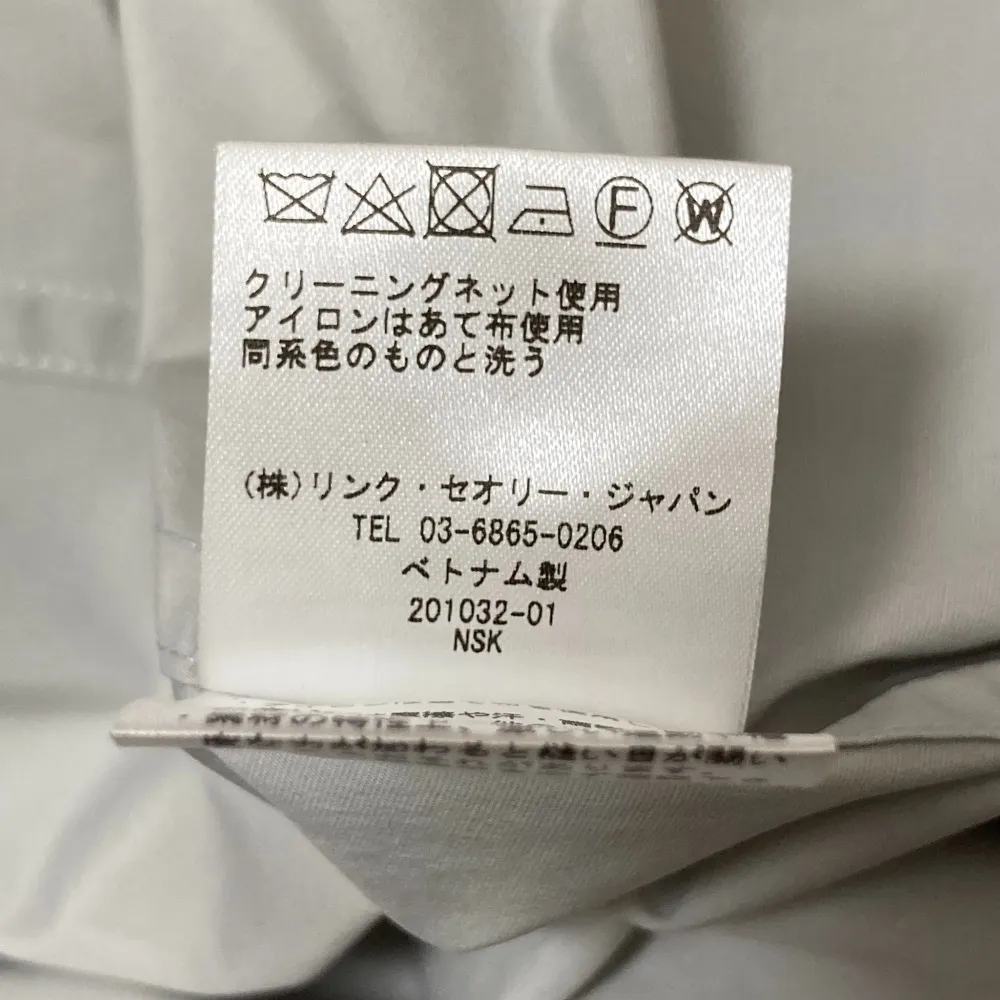 F W
クリーニングネット使用
アイロンはあて布使用
同系色のものと洗う
(株)リンク・セオリー・ジャパン
TEL 03-6865-0206
ベトナム製
201032-01
NSK